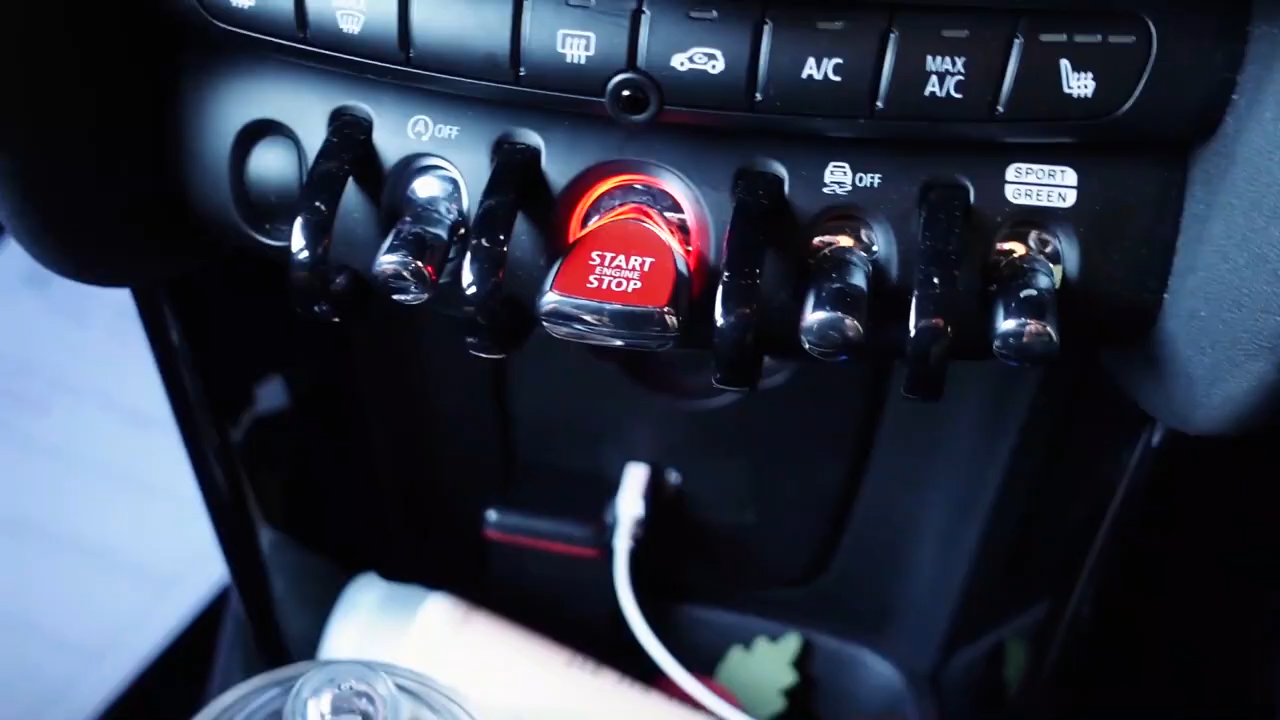 A/C
MAX
A/C
A OFF
OFF
SPORT
GREEN
START
ENGINE
STOP